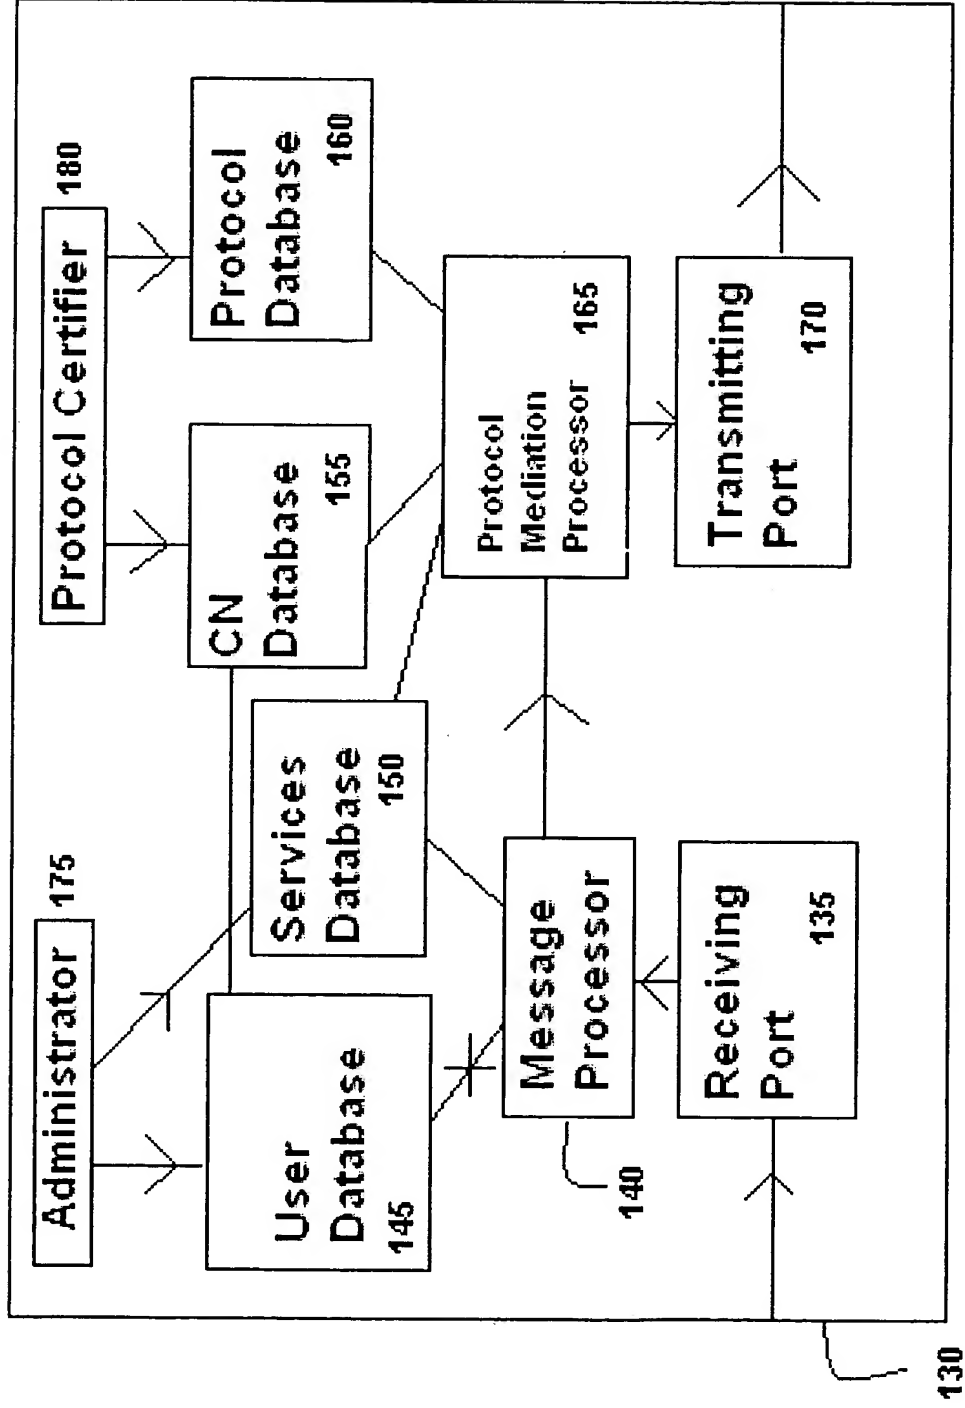 Administrator
175
Protocol Certifier
180
User
Database
145
Services
Database
150
CN
Database
155
Protocol
Database
160
Message
Processor
140
Protocol
Mediation
Processor
165
Receiving
Port
135
Transmitting
Port
170
130